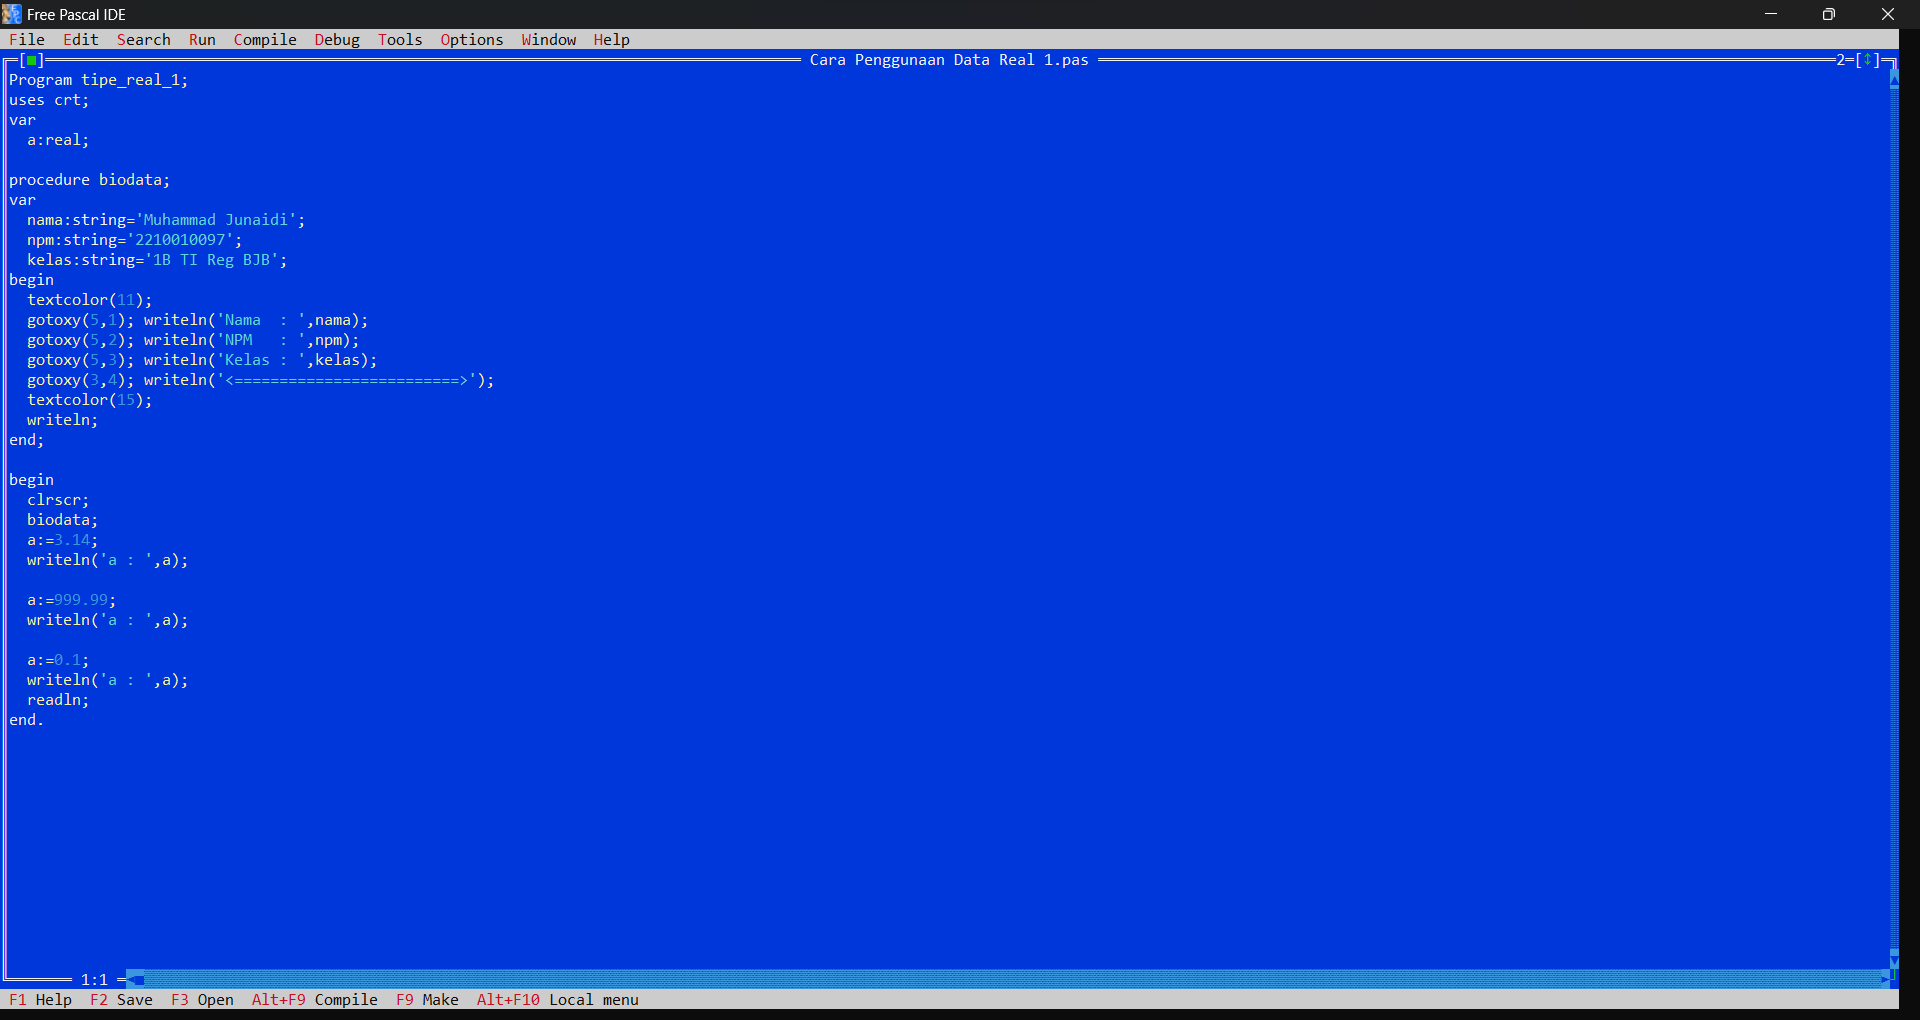 Free Pascal IDE
File  Edit  Search  Run  Compile  Debug  Tools  Options  Window  Help
Cara Penggunaan Data Real 1.pas  2
Program tipe_real_1;
uses crt;
var
  a:real;

procedure biodata;
var
  nama:string='Muhammad Junaidi';
  npm:string='2210010097';
  kelas:string='1B TI Reg BJB';
begin
  textcolor(11);
  gotoxy(5,1); writeln('Nama  : ',nama);
  gotoxy(5,2); writeln('NPM   : ',npm);
  gotoxy(5,3); writeln('Kelas : ',kelas);
  gotoxy(3,4); writeln('<=========================>');
  textcolor(15);
  writeln;
end;

begin
  clrscr;
  biodata;
  a:=3.14;
  writeln('a : ',a);

  a:=999.99;
  writeln('a : ',a);

  a:=0.1;
  writeln('a : ',a);
  readln;
end.
1:1
F1 Help  F2 Save  F3 Open  Alt+F9 Compile  F9 Make  Alt+F10 Local menu